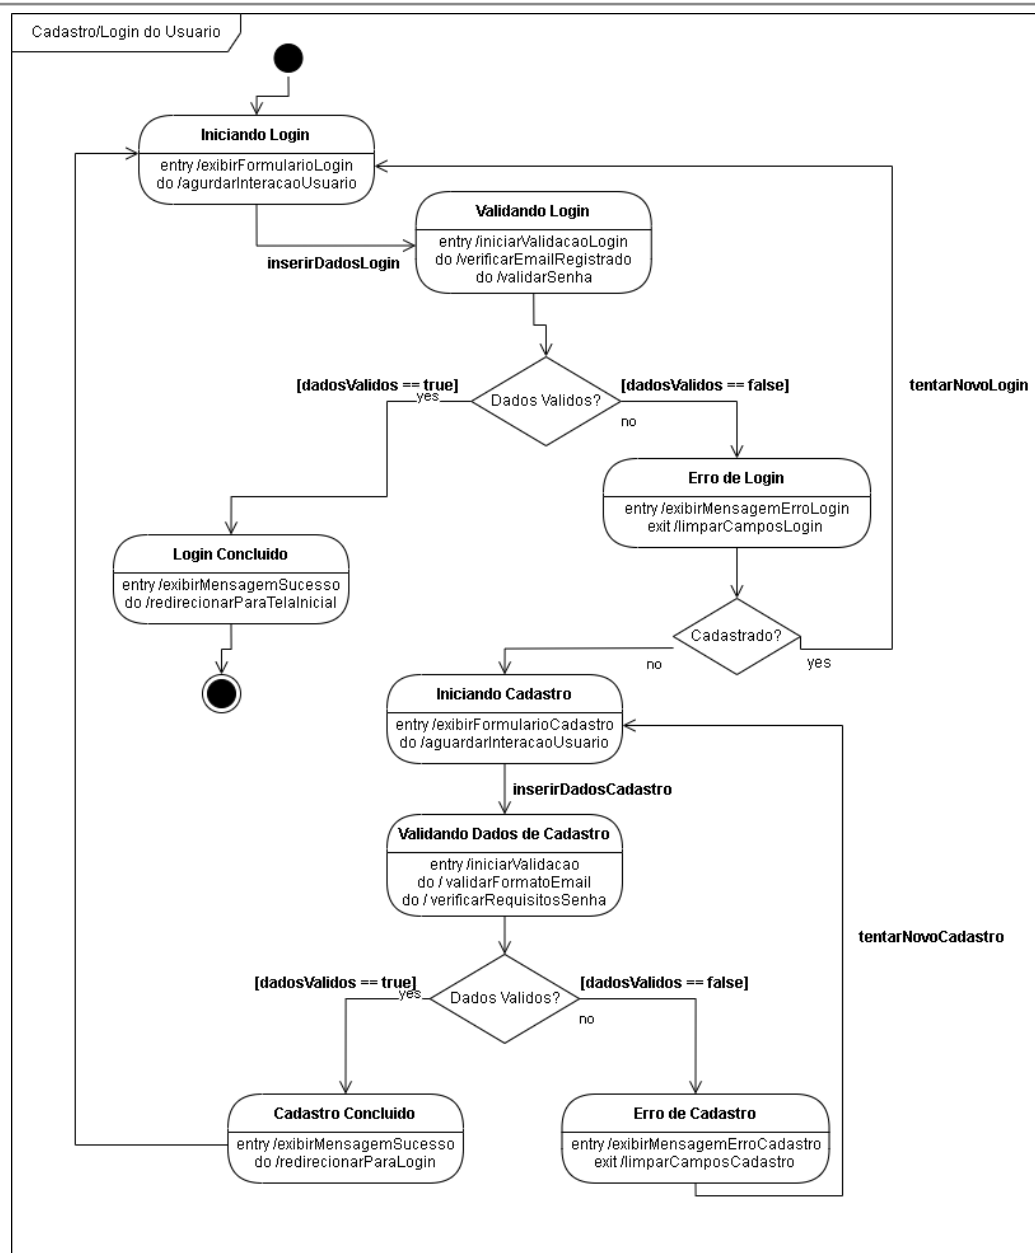 Cadastro/Login do Usuario
Iniciando Login
entry /exibirFormularioLogin
do /agurdarInteracaoUsuario
Validando Login
entry /iniciarValidacaoLogin
do /verificarEmailRegistrado
do /validarSenha
inserirDadosLogin
[dadosValidos == true]
yes
Dados Validos?
[dadosValidos == false]
no
tentarNovoLogin
Erro de Login
entry /exibirMensagemErroLogin
exit /limparCamposLogin
Login Concluido
entry /exibirMensagemSucesso
do /redirecionarParaTelaInicial
Cadastrado?
no
yes
Iniciando Cadastro
entry /exibirFormularioCadastro
do /aguardarInteracaoUsuario
inserirDadosCadastro
Validando Dados de Cadastro
entry /iniciarValidacao
do / validarFormatoEmail
do / verificarRequisitosSenha
tentarNovoCadastro
[dadosValidos == true]
yes
Dados Validos?
[dadosValidos == false]
no
Cadastro Concluido
entry /exibirMensagemSucesso
do /redirecionarParaLogin
Erro de Cadastro
entry /exibirMensagemErroCadastro
exit /limparCamposCadastro